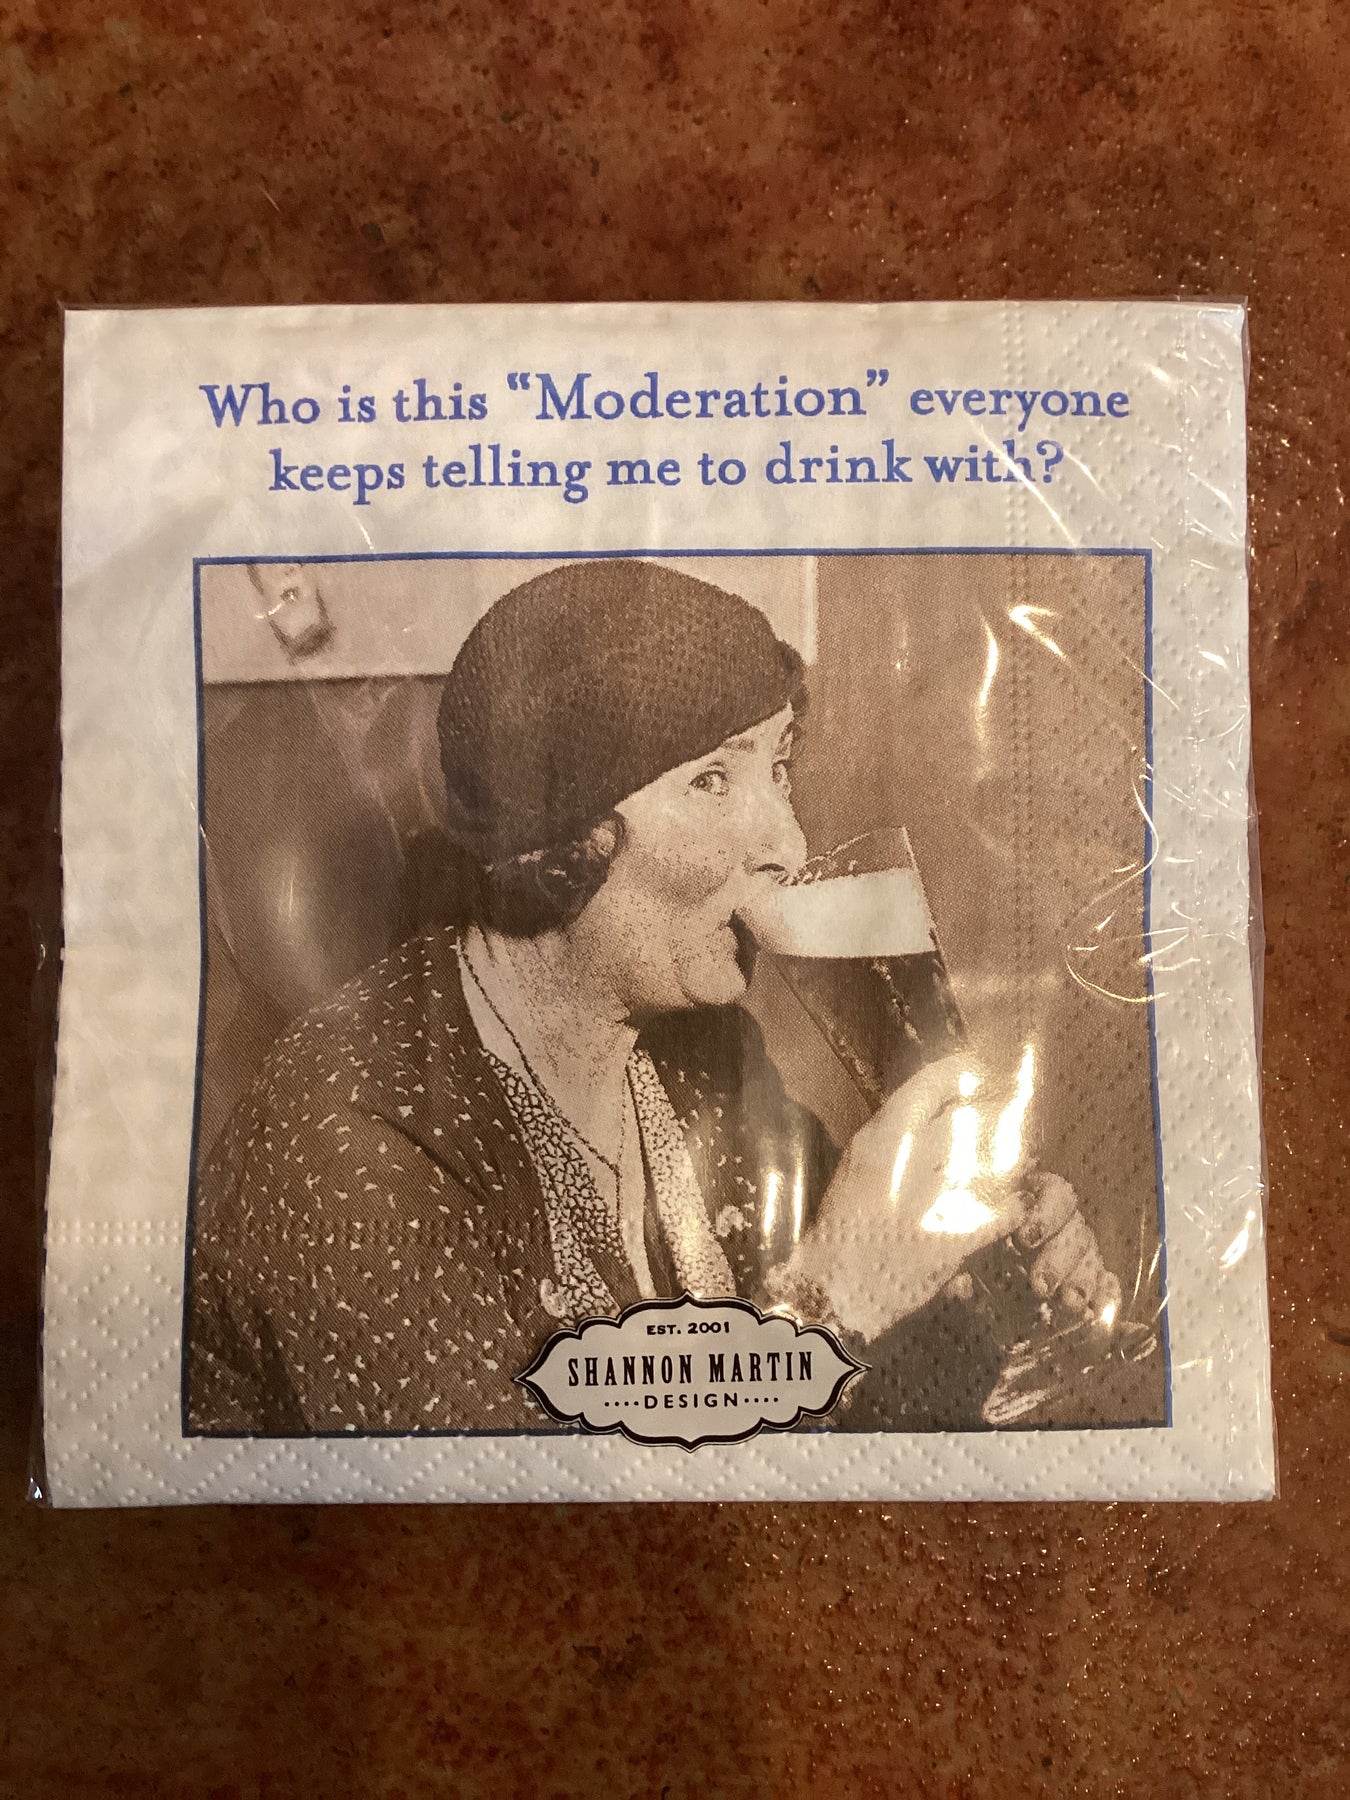 Who is this “Moderation” everyone
keeps telling me to drink with?
EST. 2001
SHANNON MARTIN
····DESIGN····